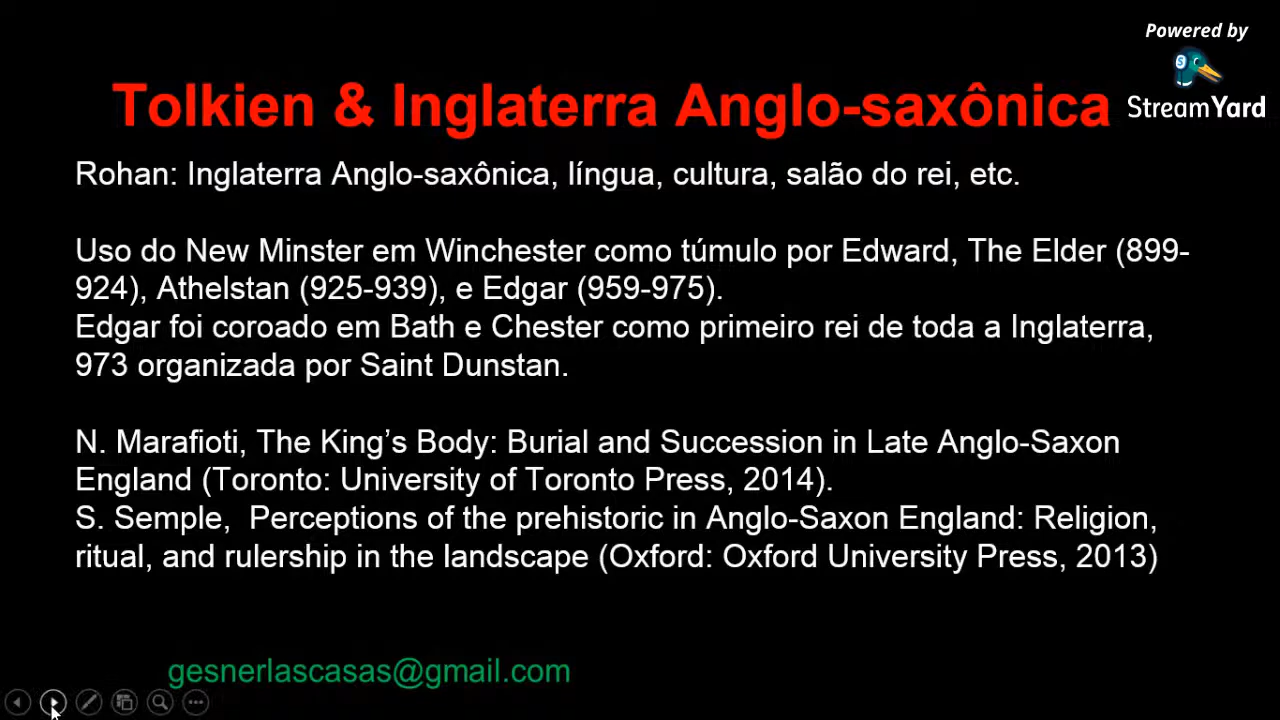 Powered by
StreamYard
Tolkien & Inglaterra Anglo-saxônica
Rohan: Inglaterra Anglo-saxônica, língua, cultura, salão do rei, etc.
Uso do New Minster em Winchester como túmulo por Edward, The Elder (899-
924), Athelstan (925-939), e Edgar (959-975).
Edgar foi coroado em Bath e Chester como primeiro rei de toda a Inglaterra,
973 organizada por Saint Dunstan.
N. Marafioti, The King’s Body: Burial and Succession in Late Anglo-Saxon
England (Toronto: University of Toronto Press, 2014).
S. Semple,  Perceptions of the prehistoric in Anglo-Saxon England: Religion,
ritual, and rulership in the landscape (Oxford: Oxford University Press, 2013)
gesnerlascasas@gmail.com